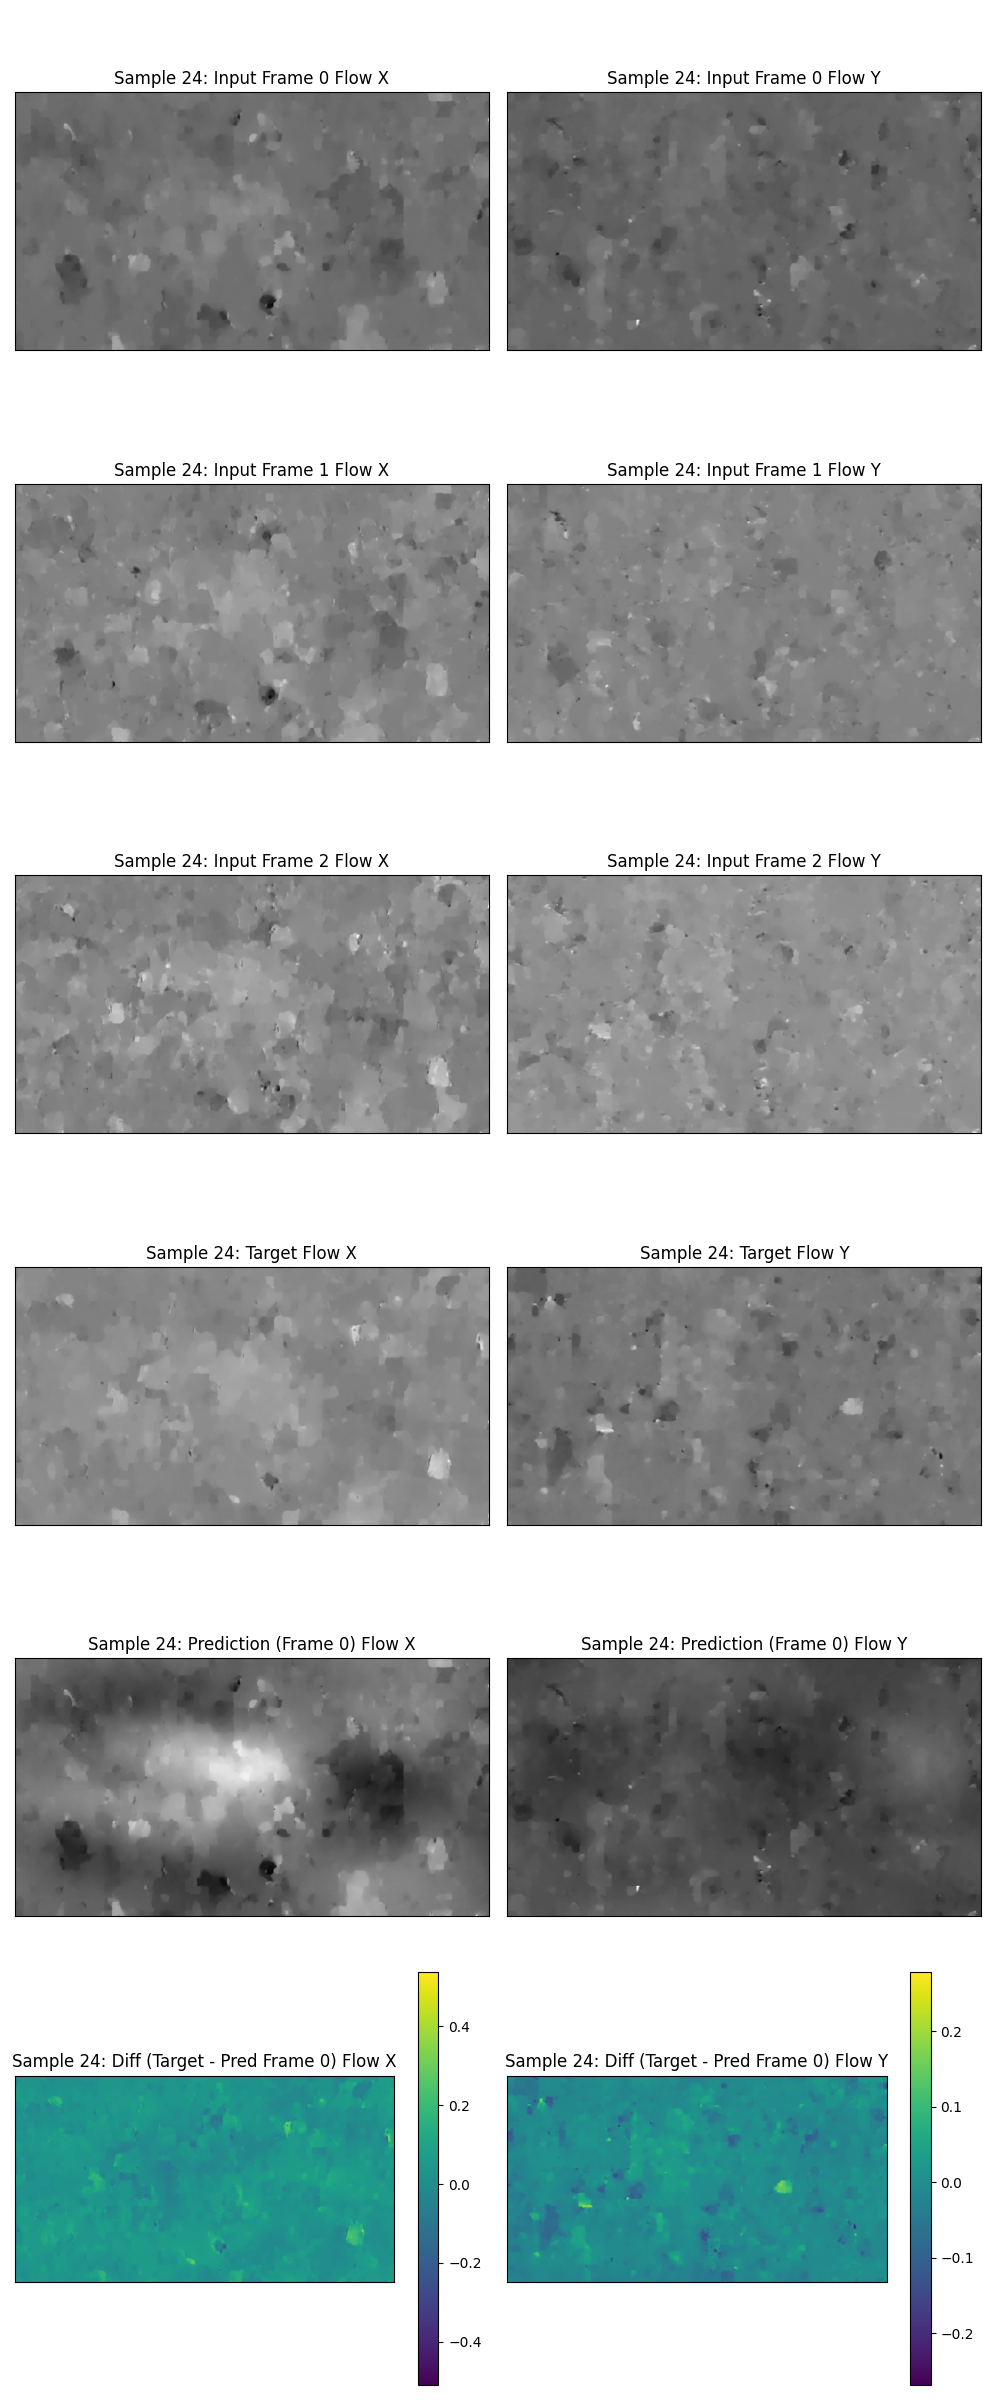 Sample 24: Input Frame 0 Flow X
Sample 24: Input Frame 0 Flow Y
Sample 24: Input Frame 1 Flow X
Sample 24: Input Frame 1 Flow Y
Sample 24: Input Frame 2 Flow X
Sample 24: Input Frame 2 Flow Y
Sample 24: Target Flow X
Sample 24: Target Flow Y
Sample 24: Prediction (Frame 0) Flow X
Sample 24: Prediction (Frame 0) Flow Y
Sample 24: Diff (Target - Pred Frame 0) Flow X
0.4
0.2
0.0
−0.2
−0.4
Sample 24: Diff (Target - Pred Frame 0) Flow Y
0.2
0.1
0.0
−0.1
−0.2